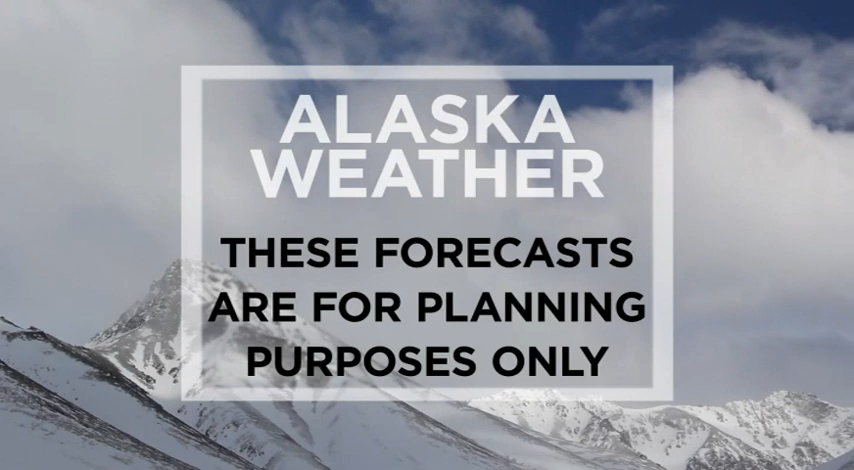 ALASKA
WEATHER
THESE FORECASTS
ARE FOR PLANNING
PURPOSES ONLY